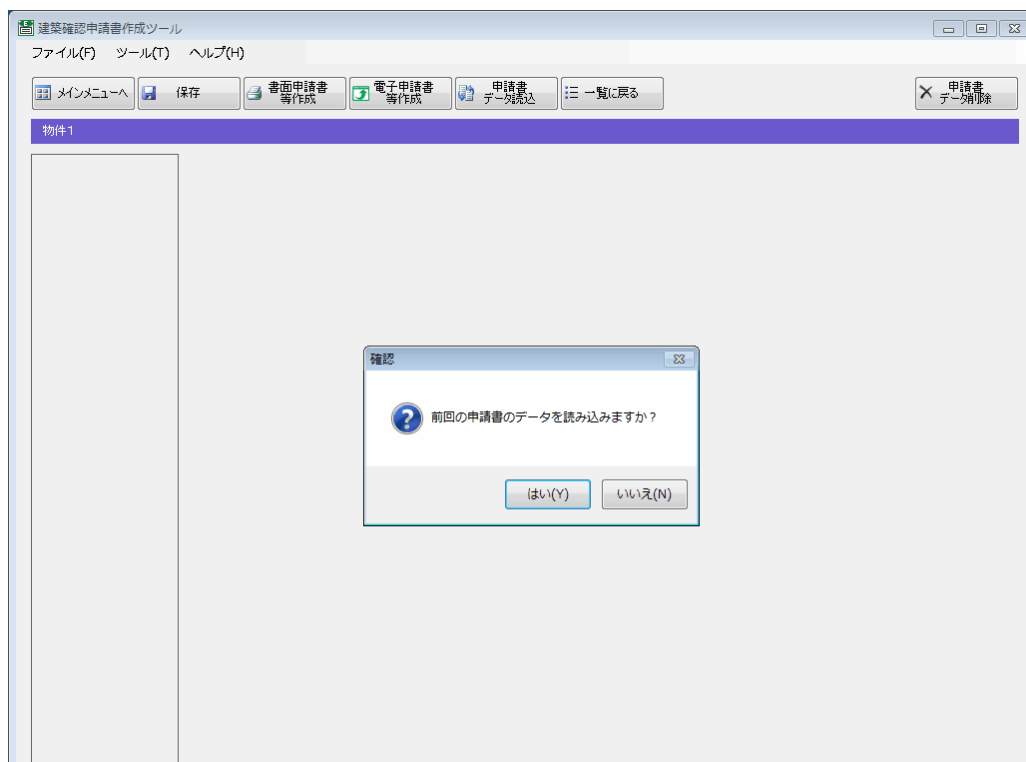 建築確認申請書作成ツール
ファイル(F) ツール(T) ヘルプ(H)
メインメニューへ
保存
書面申請書
等作成
電子申請書
等作成
申請書
データ読込
一覧に戻る
申請書
データ削除
物件1
確認
前回の申請書のデータを読み込みますか？
はい(Y) いいえ(N)